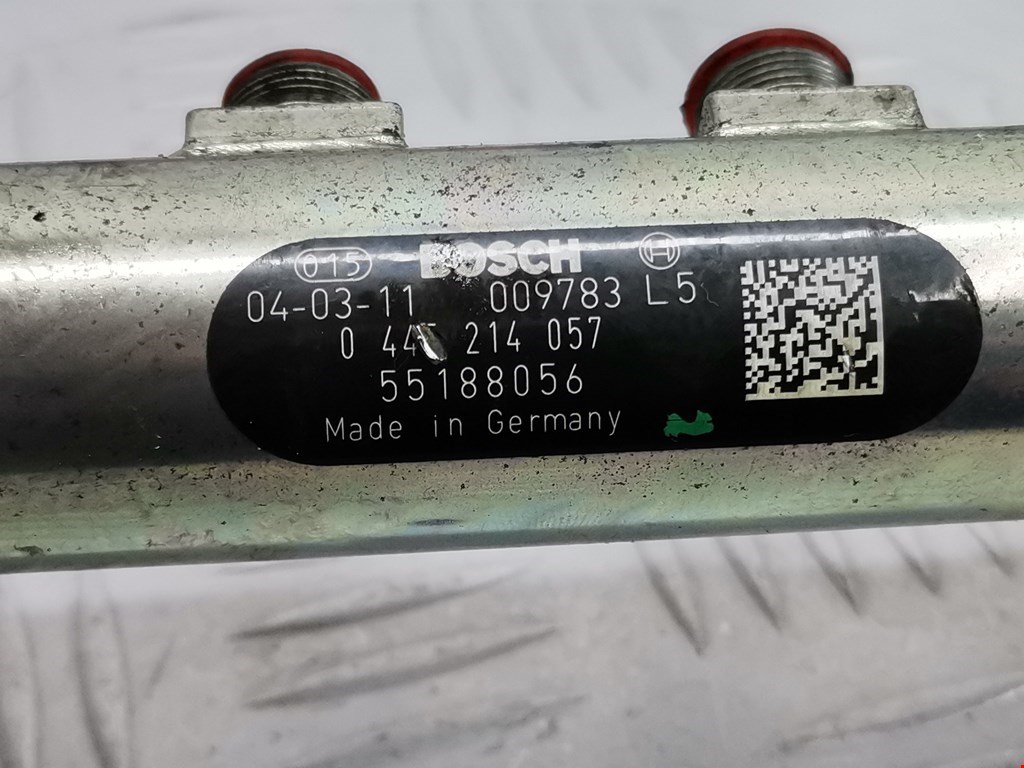 015 BOSCH
04-03-11 009783 L5
0 445 214 057
55188056
Made in Germany